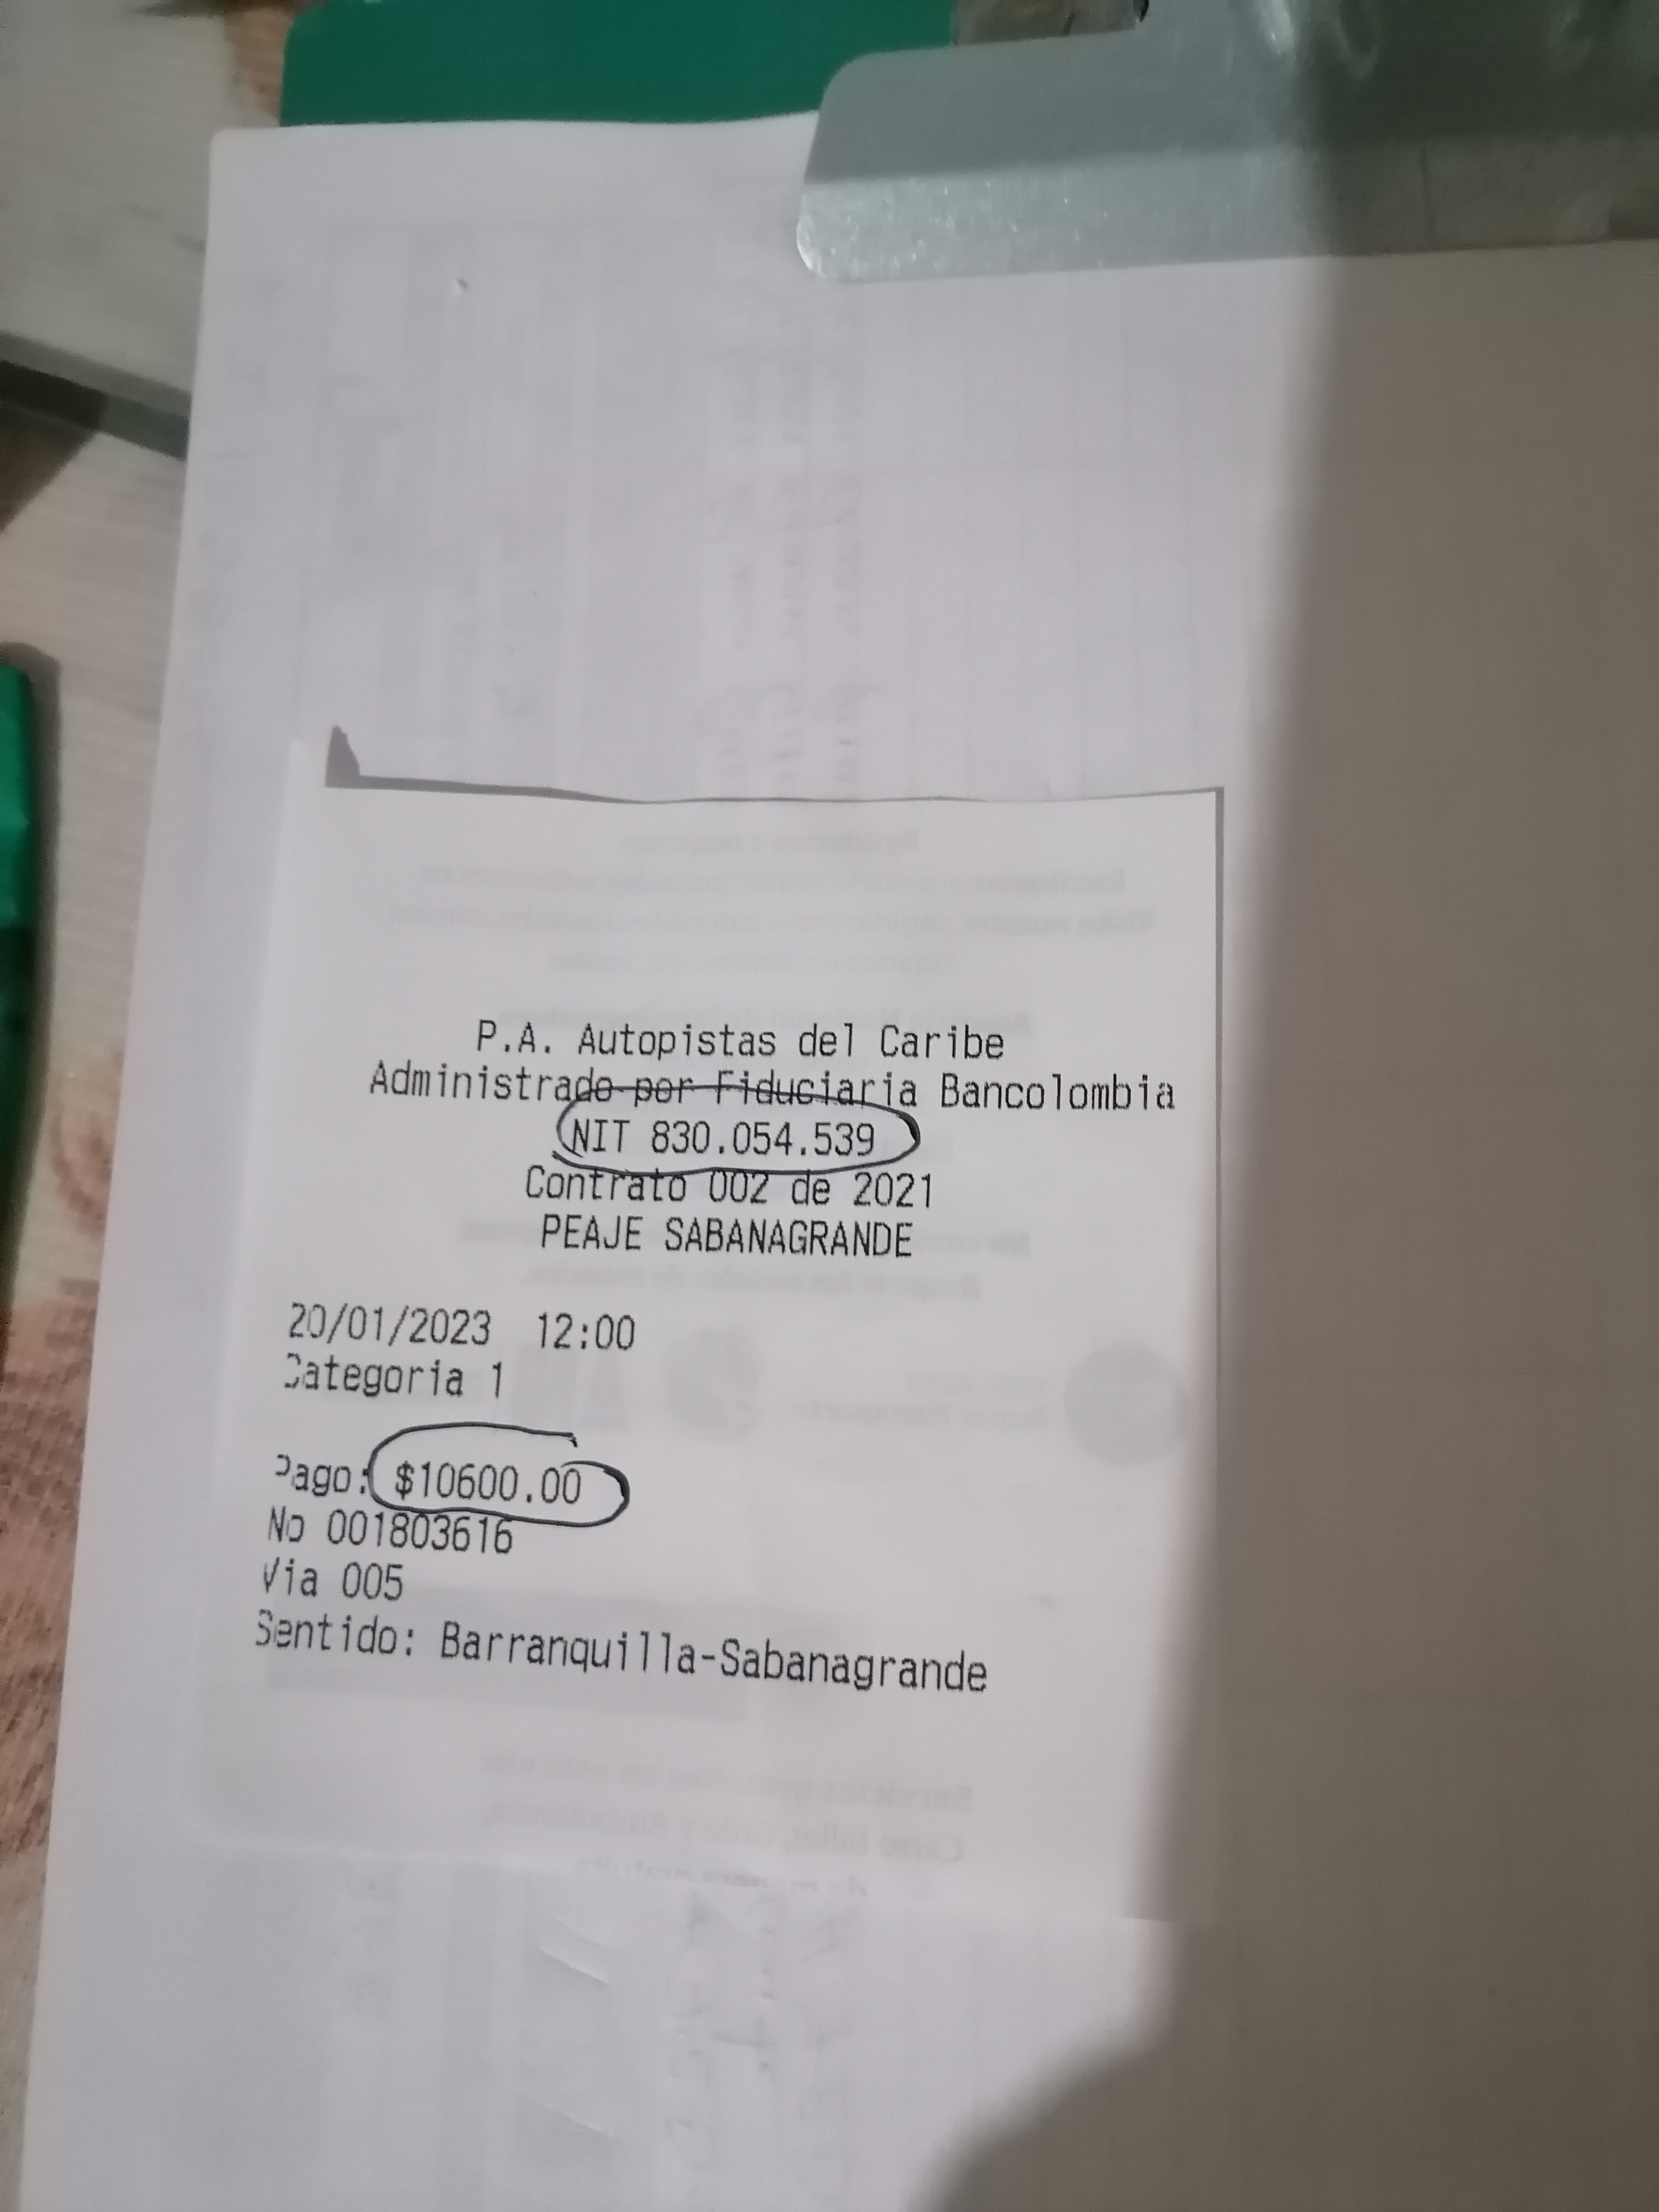 P.A. Autopistas del Caribe
Administrado por Fiduciaria Bancolombia
NIT 830.054.539
Contrato 002 de 2021
PEAJE SABANAGRANDE
20/01/2023 12:00
Categoria 1
Pago: $10600.00
No 001803616
Via 005
Sentido: Barranquilla-Sabanagrande